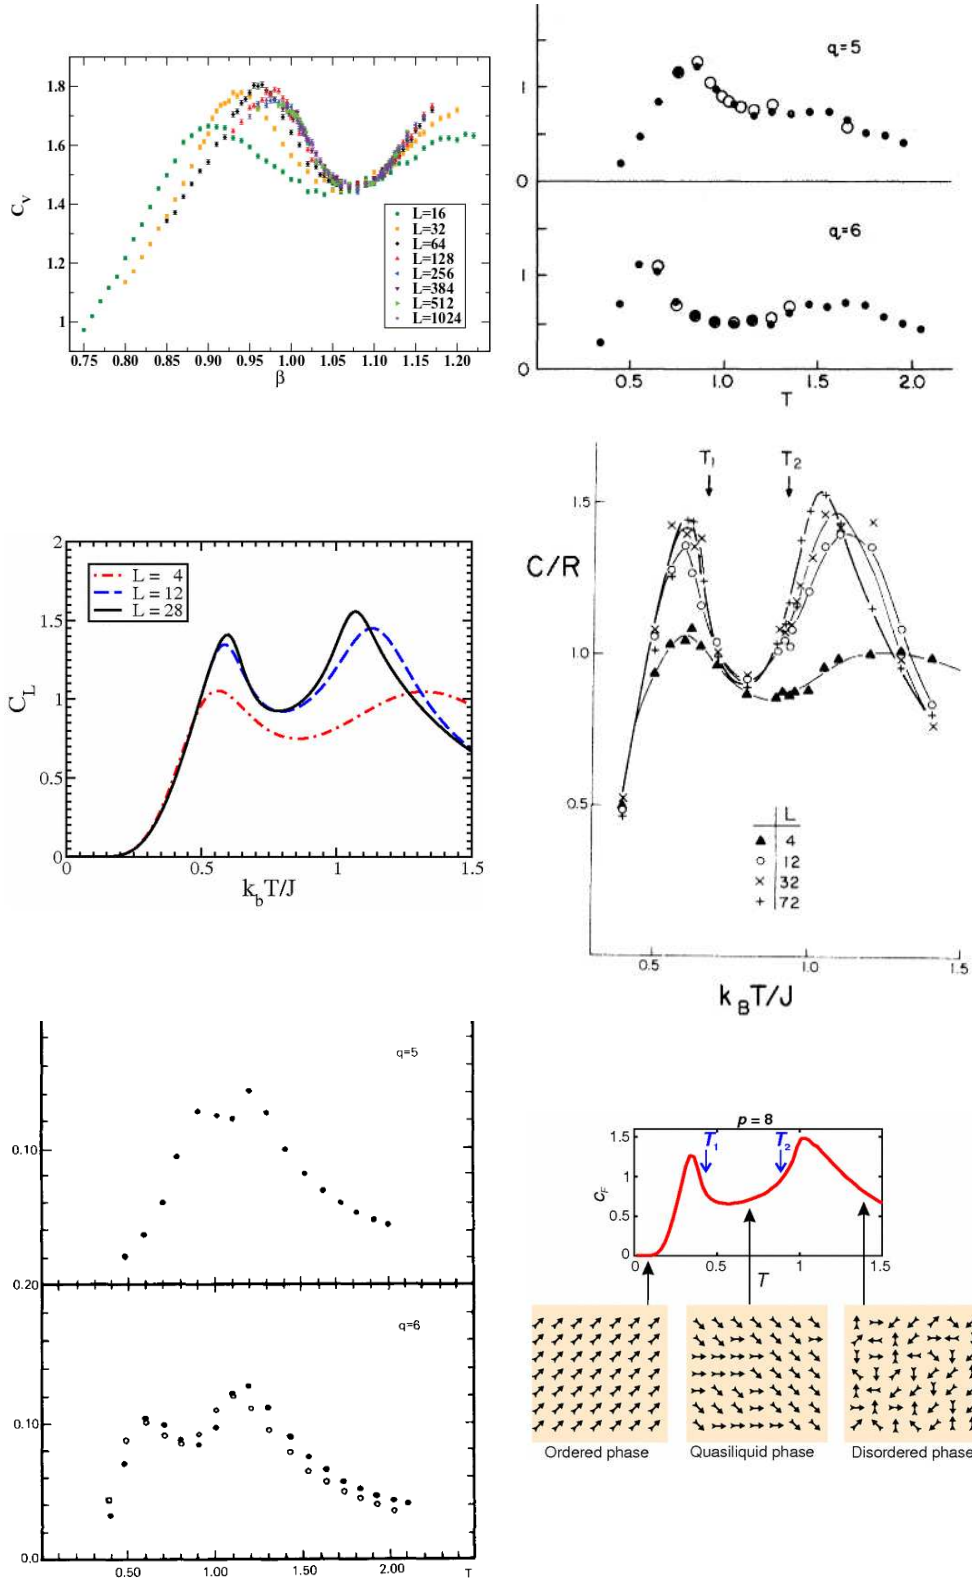 1.8
1.6
1.4
1.2
1
C_v
L=16
L=32
L=64
L=128
L=256
L=384
L=512
L=1024
0.75 0.80 0.85 0.90 0.95 1.00 1.05 1.10 1.15 1.20
β
q=5
1
0
q=6
1
0
0.5 1.0 1.5 2.0
T
2
1.5
1
0.5
0
C_L
L = 4
L = 12
L = 28
0 0.5 1 1.5
k_bT/J
T_1 T_2
1.5
C/R
1.0
0.5
L
4
12
32
72
0.5 1.0 1.5
k_BT/J
q=5
0.10
0.20
q=6
0.10
0.0
0.50 1.00 1.50 2.00 T
p = 8
1.5
1
0.5
0
c_F
T_1 T_2
0 0.5 1 1.5
T
Ordered phase Quasiliquid phase Disordered phase